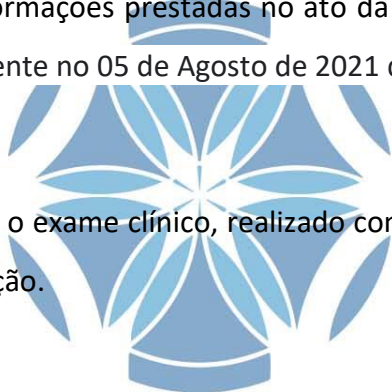 ormações prestadas no ato da
ente no 05 de Agosto de 2021
o exame clínico, realizado con
ção.